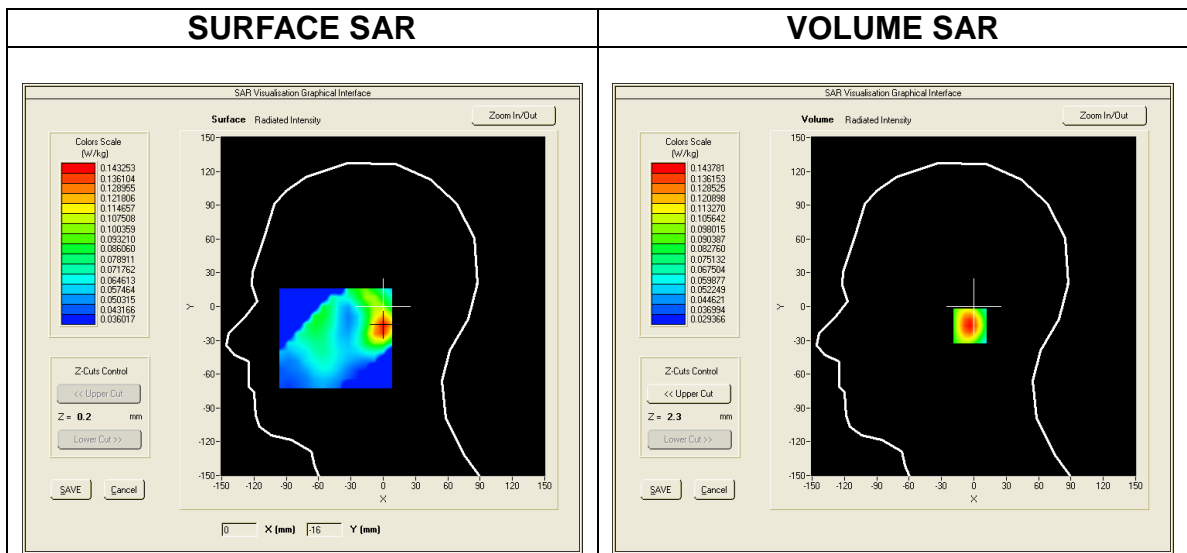 SURFACE SAR
VOLUME SAR
SAR Visualisation Graphical Interface
Surface Radiated Intensity
Zoom In/Out
Colors Scale
(W/kg)
0.143253
0.136104
0.128955
0.121806
0.114657
0.107508
0.100359
0.093210
0.086060
0.078911
0.071762
0.064613
0.057464
0.050315
0.043166
0.036017
Z-Cuts Control
<< Upper Cut
Z = 0.2 mm
Lower Cut >>
SAVE
Cancel
150
120
90
60
30
0
-30
-60
-90
-120
-150
Y
-150 -120 -90 -60 -30 0 30 60 90 120 150
X
0 X (mm) -16 Y (mm)
SAR Visualisation Graphical Interface
Volume Radiated Intensity
Zoom In/Out
Colors Scale
(W/kg)
0.143781
0.136153
0.128525
0.120898
0.113270
0.105642
0.098015
0.090387
0.082760
0.075132
0.067504
0.059877
0.052249
0.044621
0.036994
0.029366
Z-Cuts Control
<< Upper Cut
Z = 2.3 mm
Lower Cut >>
SAVE
Cancel
150
120
90
60
30
0
-30
-60
-90
-120
-150
Y
-150 -120 -90 -60 -30 0 30 60 90 120 150
X